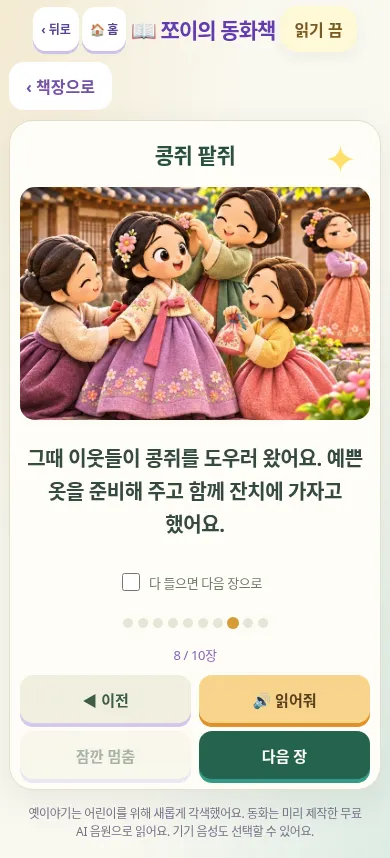 ‹ 뒤로
🏠 홈
📖 쪼이의 동화책
읽기 끔
‹ 책장으로
콩쥐 팥쥐
그때 이웃들이 콩쥐를 도우러 왔어요. 예쁜
옷을 준비해 주고 함께 잔치에 가자고
했어요.
다 들으면 다음 장으로
8 / 10장
◀ 이전
🔊 읽어줘
잠깐 멈춤
다음 장
옛이야기는 어린이를 위해 새롭게 각색했어요. 동화는 미리 제작한 무료
AI 음원으로 읽어요. 기기 음성도 선택할 수 있어요.